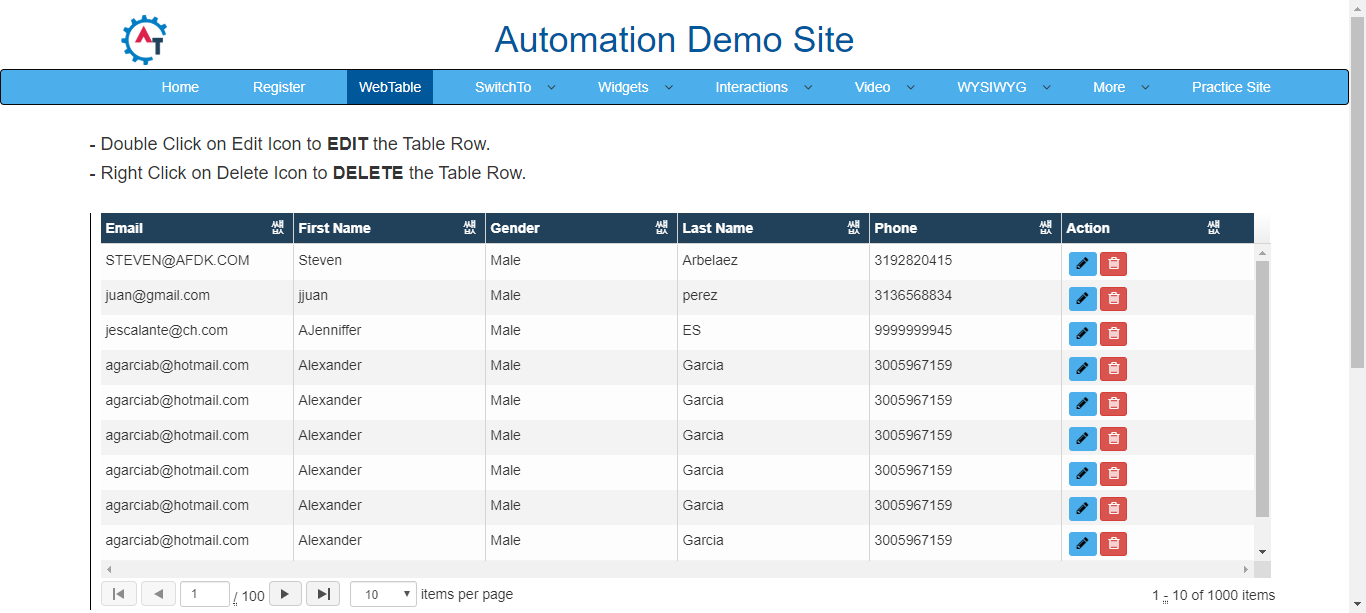 AT
Automation Demo Site
Home Register WebTable SwitchTo Widgets Interactions Video WYSIWYG More Practice Site
- Double Click on Edit Icon to EDIT the Table Row.
- Right Click on Delete Icon to DELETE the Table Row.
Email First Name Gender Last Name Phone Action
STEVEN@AFDK.COM Steven Male Arbelaez 3192820415
juan@gmail.com jjuan Male perez 3136568834
jescalante@ch.com AJenniffer Male ES 9999999945
agarciab@hotmail.com Alexander Male Garcia 3005967159
agarciab@hotmail.com Alexander Male Garcia 3005967159
agarciab@hotmail.com Alexander Male Garcia 3005967159
agarciab@hotmail.com Alexander Male Garcia 3005967159
agarciab@hotmail.com Alexander Male Garcia 3005967159
agarciab@hotmail.com Alexander Male Garcia 3005967159
1 / 100 10 items per page 1 - 10 of 1000 items